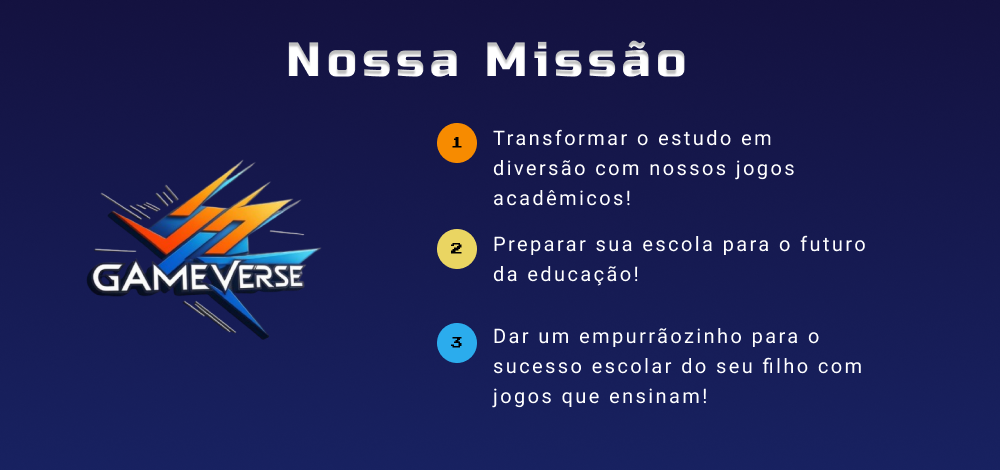 Nossa Missão
GAMEVERSE
1
Transformar o estudo em
diversão com nossos jogos
acadêmicos!
2
Preparar sua escola para o futuro
da educação!
3
Dar um empurrãozinho para o
sucesso escolar do seu filho com
jogos que ensinam!